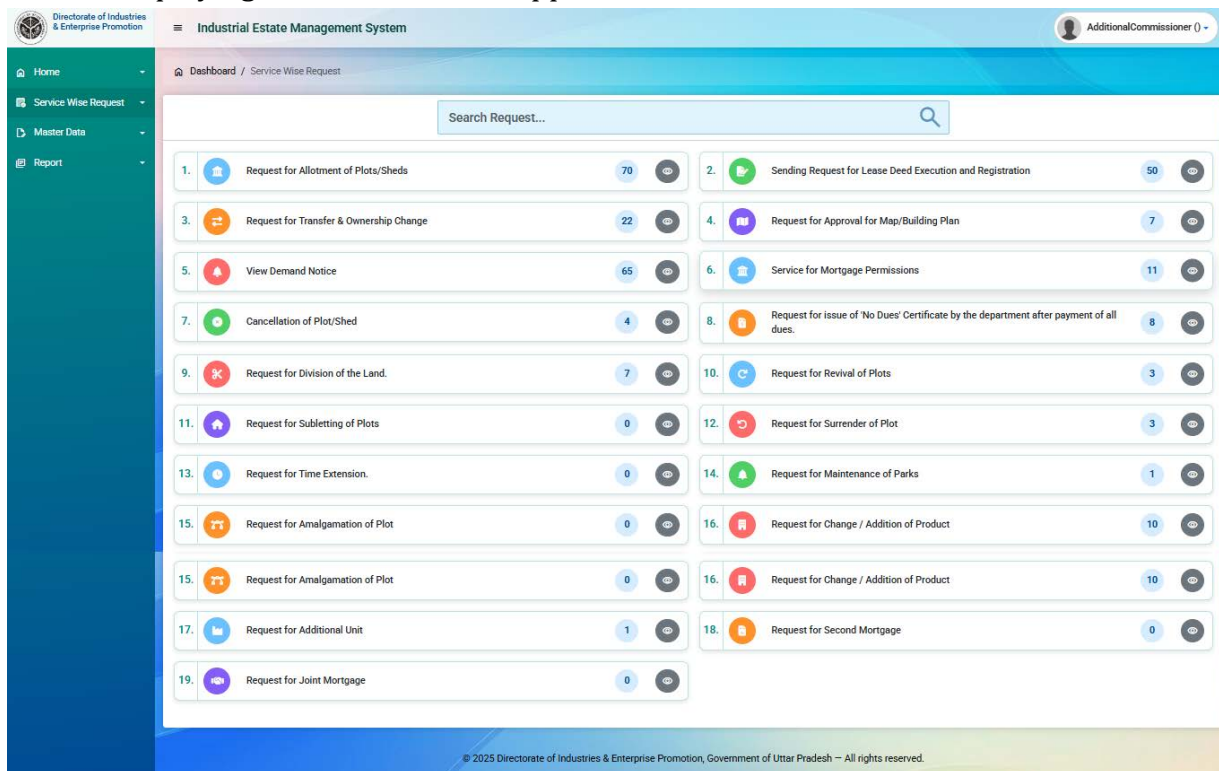 Directorate of Industries
& Enterprise Promotion
Industrial Estate Management System
AdditionalCommissioner ()
Home
Service Wise Request
Master Data
Report
Dashboard / Service Wise Request
Search Request...
1. Request for Allotment of Plots/Sheds 70
2. Sending Request for Lease Deed Execution and Registration 50
3. Request for Transfer & Ownership Change 22
4. Request for Approval for Map/Building Plan 7
5. View Demand Notice 65
6. Service for Mortgage Permissions 11
7. Cancellation of Plot/Shed 4
8. Request for issue of 'No Dues' Certificate by the department after payment of all
dues. 8
9. Request for Division of the Land. 7
10. Request for Revival of Plots 3
11. Request for Subletting of Plots 0
12. Request for Surrender of Plot 3
13. Request for Time Extension. 0
14. Request for Maintenance of Parks 1
15. Request for Amalgamation of Plot 0
16. Request for Change / Addition of Product 10
15. Request for Amalgamation of Plot 0
16. Request for Change / Addition of Product 10
17. Request for Additional Unit 1
18. Request for Second Mortgage 0
19. Request for Joint Mortgage 0
© 2025 Directorate of Industries & Enterprise Promotion, Government of Uttar Pradesh — All rights reserved.